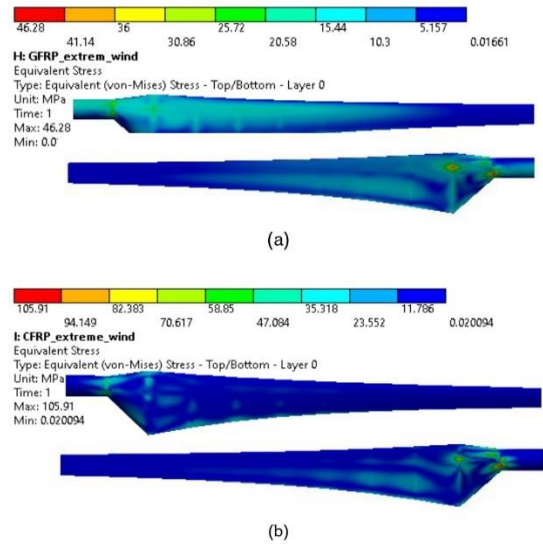 46.28 36 25.72 15.44 5.157
41.14 30.86 20.58 10.3 0.01661
H: GFRP_extrem_wind
Equivalent Stress
Type: Equivalent (von-Mises) Stress - Top/Bottom - Layer 0
Unit: MPa
Time: 1
Max: 46.28
Min: 0.0
(a)
105.91 82.383 58.85 35.318 11.786
94.149 70.617 47.084 23.552 0.020094
I: CFRP_extreme_wind
Equivalent Stress
Type: Equivalent (von-Mises) Stress - Top/Bottom - Layer 0
Unit: MPa
Time: 1
Max: 105.91
Min: 0.020094
(b)